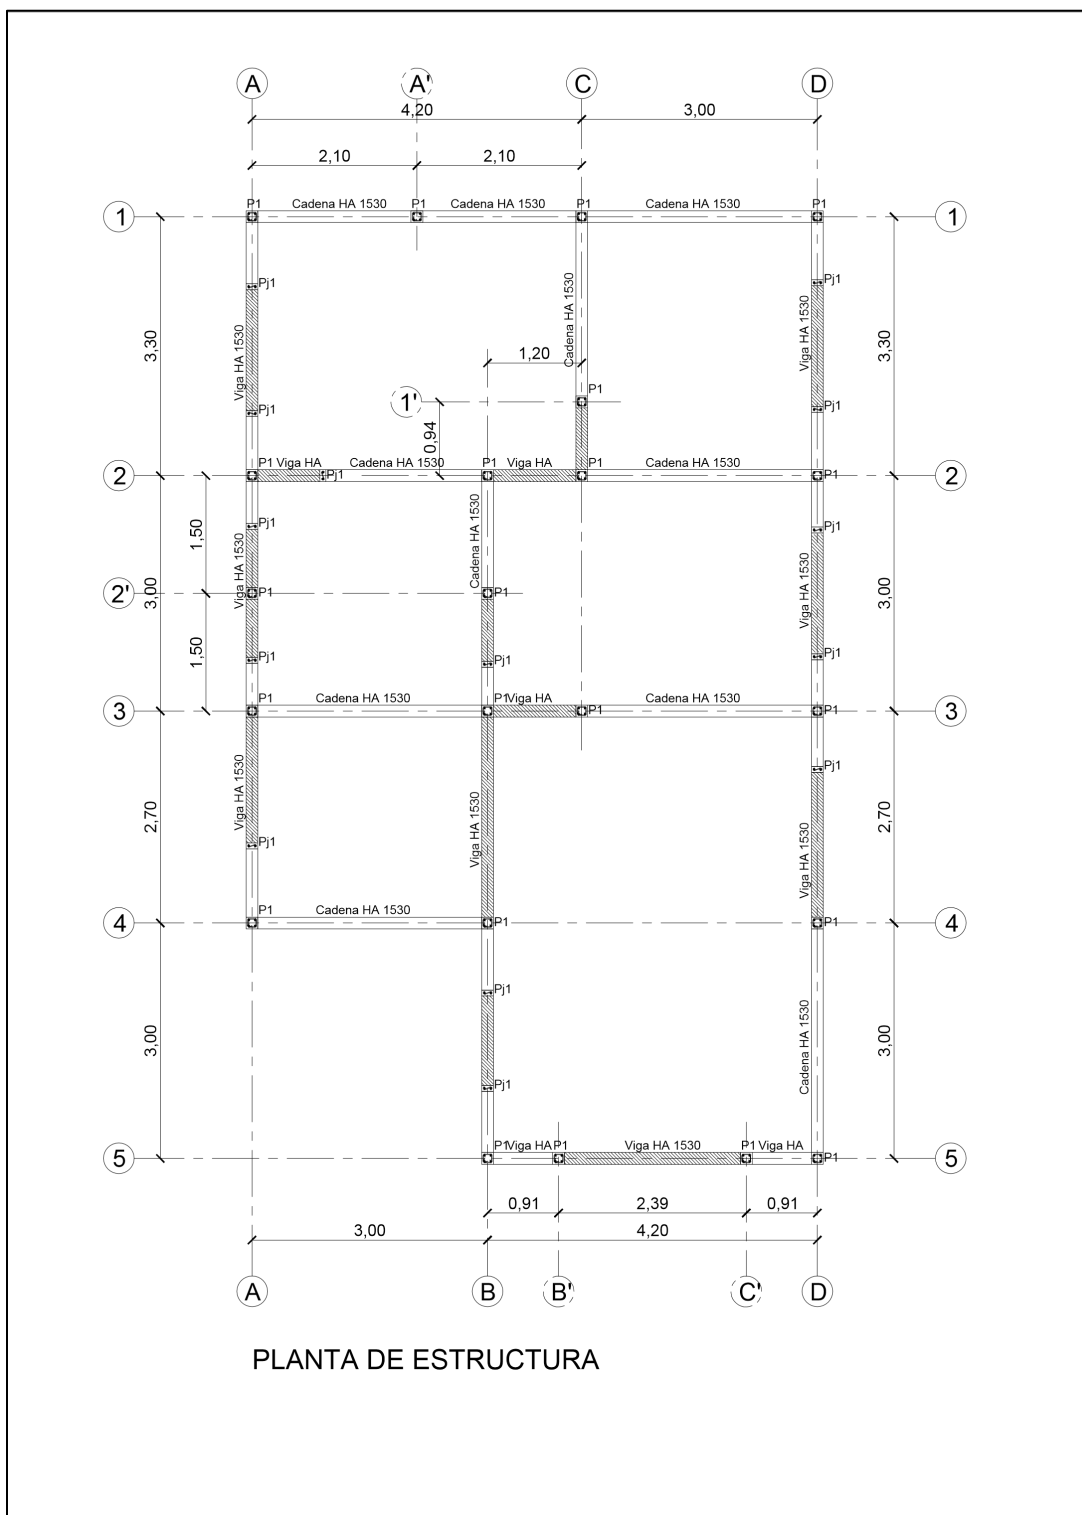 A A' C D
4,20 3,00
2,10 2,10
P1 Cadena HA 1530 P1 Cadena HA 1530 P1 Cadena HA 1530 P1
1 1
Pj1 Pj1
Viga HA 1530 Cadena HA 1530 Viga HA 1530
3,30 3,30
1,20
P1
1'
0,94
Pj1 Pj1
P1 Viga HA Cadena HA 1530 P1 Viga HA P1 Cadena HA 1530
2 Pj1 P1 2
Pj1 Pj1
1,50
Viga HA 1530 Cadena HA 1530 Viga HA 1530
2' P1 P1
3,00 3,00
1,50
Pj1 Pj1 Pj1
P1 Cadena HA 1530 P1 Viga HA Cadena HA 1530
3 P1 P1 3
Pj1
Viga HA 1530 Viga HA 1530 Viga HA 1530
2,70 2,70
Pj1
P1 Cadena HA 1530
4 P1 P1 4
Pj1
3,00 Cadena HA 1530 3,00
Pj1
P1 Viga HA P1 Viga HA 1530 P1 Viga HA
5 P1 5
0,91 2,39 0,91
3,00 4,20
A B B' C' D
PLANTA DE ESTRUCTURA